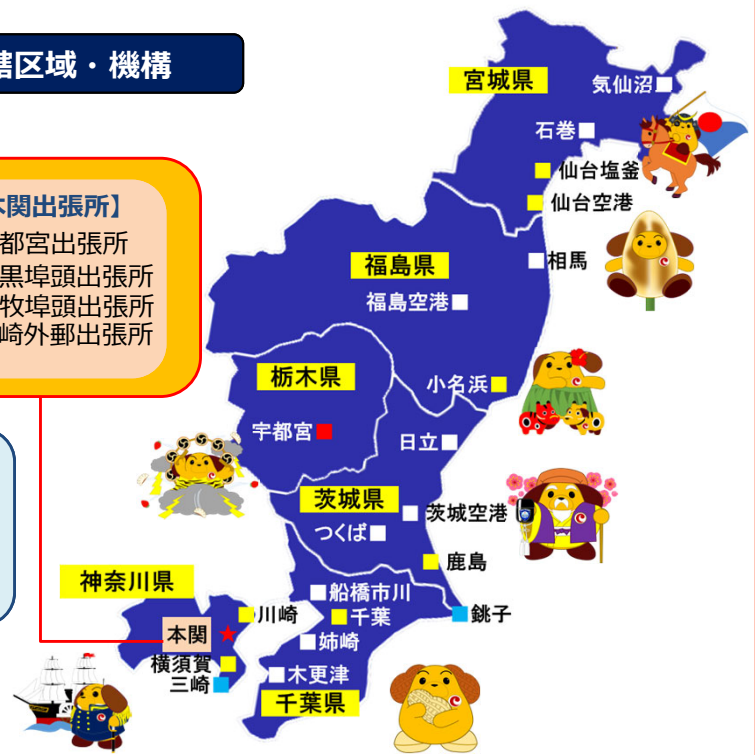 轄区域・機構
本関出張所】
都宮出張所
黒埠頭出張所
牧埠頭出張所
崎外郵出張所
宮城県
気仙沼
石巻
仙台塩釜
仙台空港
福島県
相馬
福島空港
栃木県
小名浜
宇都宮
日立
茨城県
茨城空港
つくば
鹿島
神奈川県
船橋市川
川崎
千葉
銚子
本関
姉崎
横須賀
木更津
三崎
千葉県